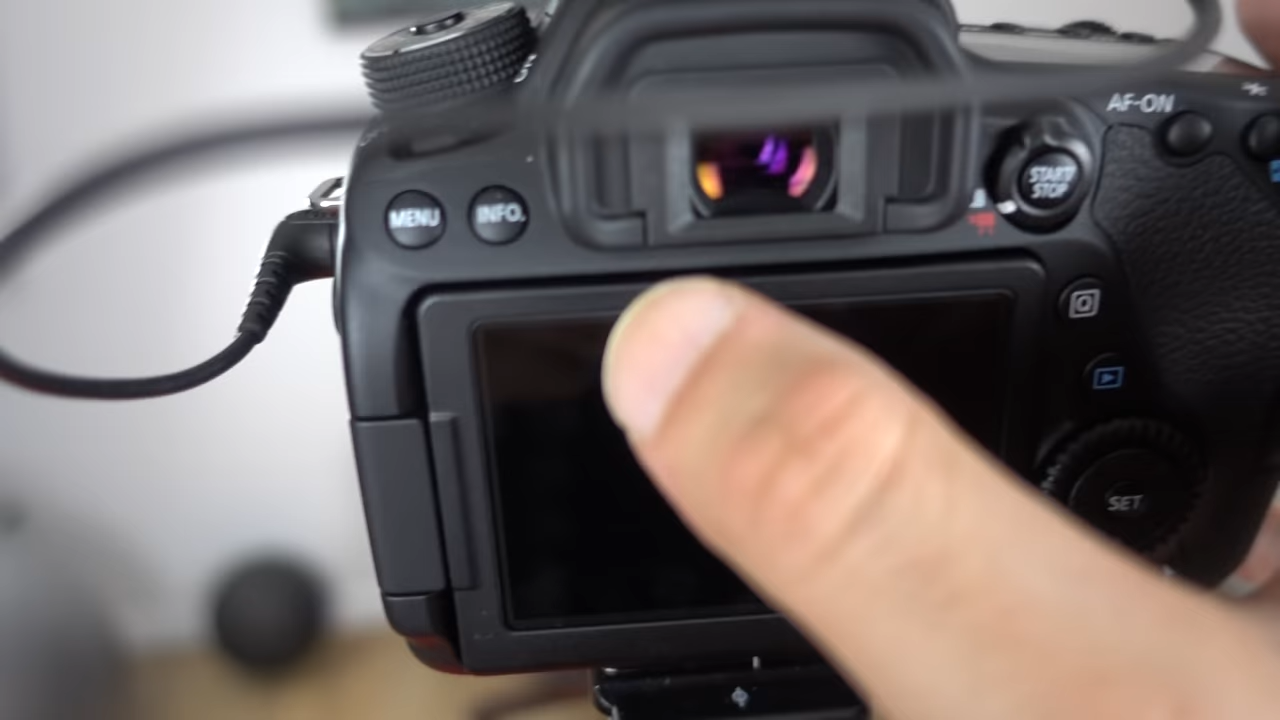 AF-ON
MENU
INFO.
START/
STOP
Q
SET